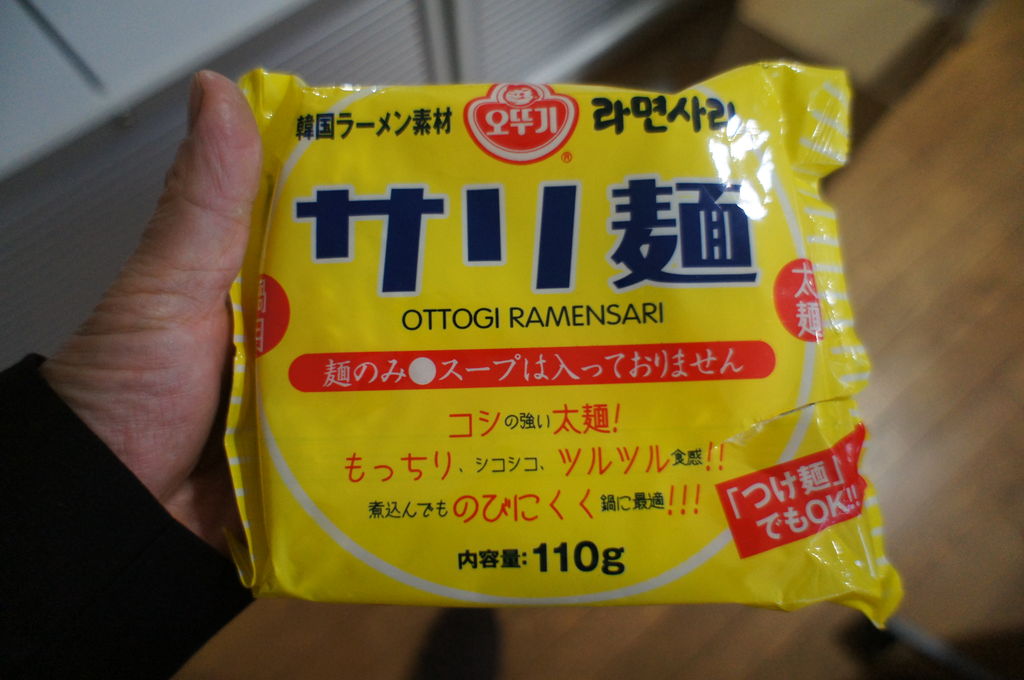 韓国ラーメン素材
오뚜기
®
라면사리
サリ麺
OTTOGI RAMENSARI
太麺
麺のみ●スープは入っておりません
コシの強い太麺!
もっちり、シコシコ、ツルツル食感!!
煮込んでものびにくく鍋に最適!!!
「つけ麺」
でもOK!!
内容量:110g